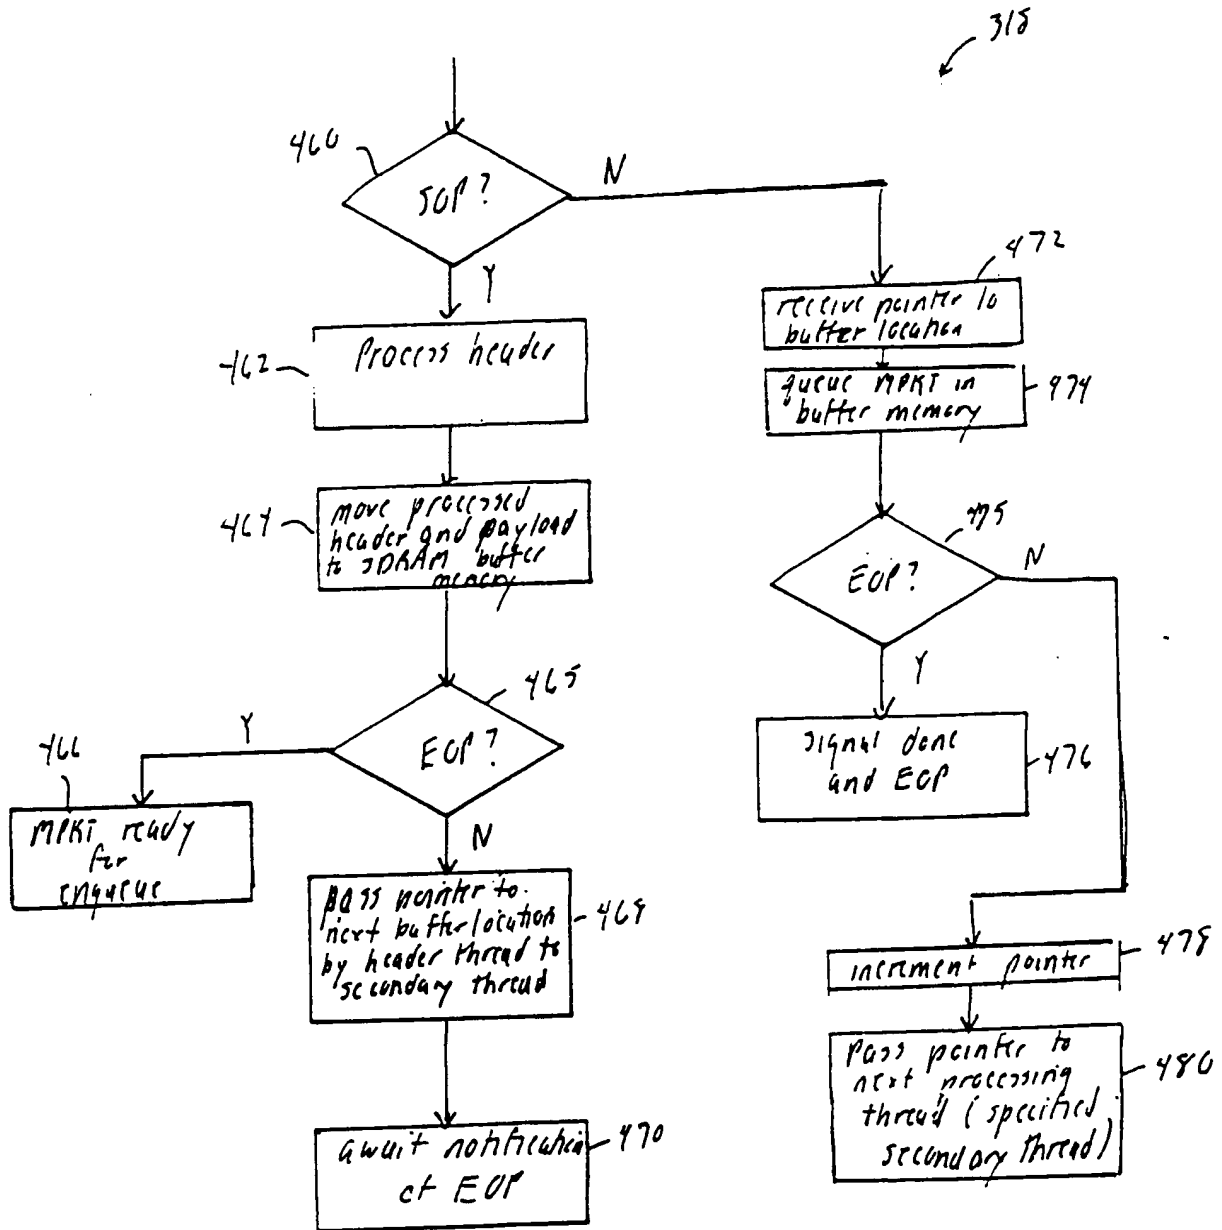 318
460
SOP?
N
Y
472
receive pointer to
buffer location
Process header
462
queue MPKT in
buffer memory
474
464
move processed
header and payload
to SDRAM buffer
memory
475
EOP?
N
Y
465
EOP?
Y
466
signal done
and EOP
476
MPKT ready
for
enqueue
N
pass pointer to
next buffer location
by header thread to
secondary thread
468
increment pointer
478
Pass pointer to
next processing
thread (specified
secondary thread)
480
await notification
of EOP
470